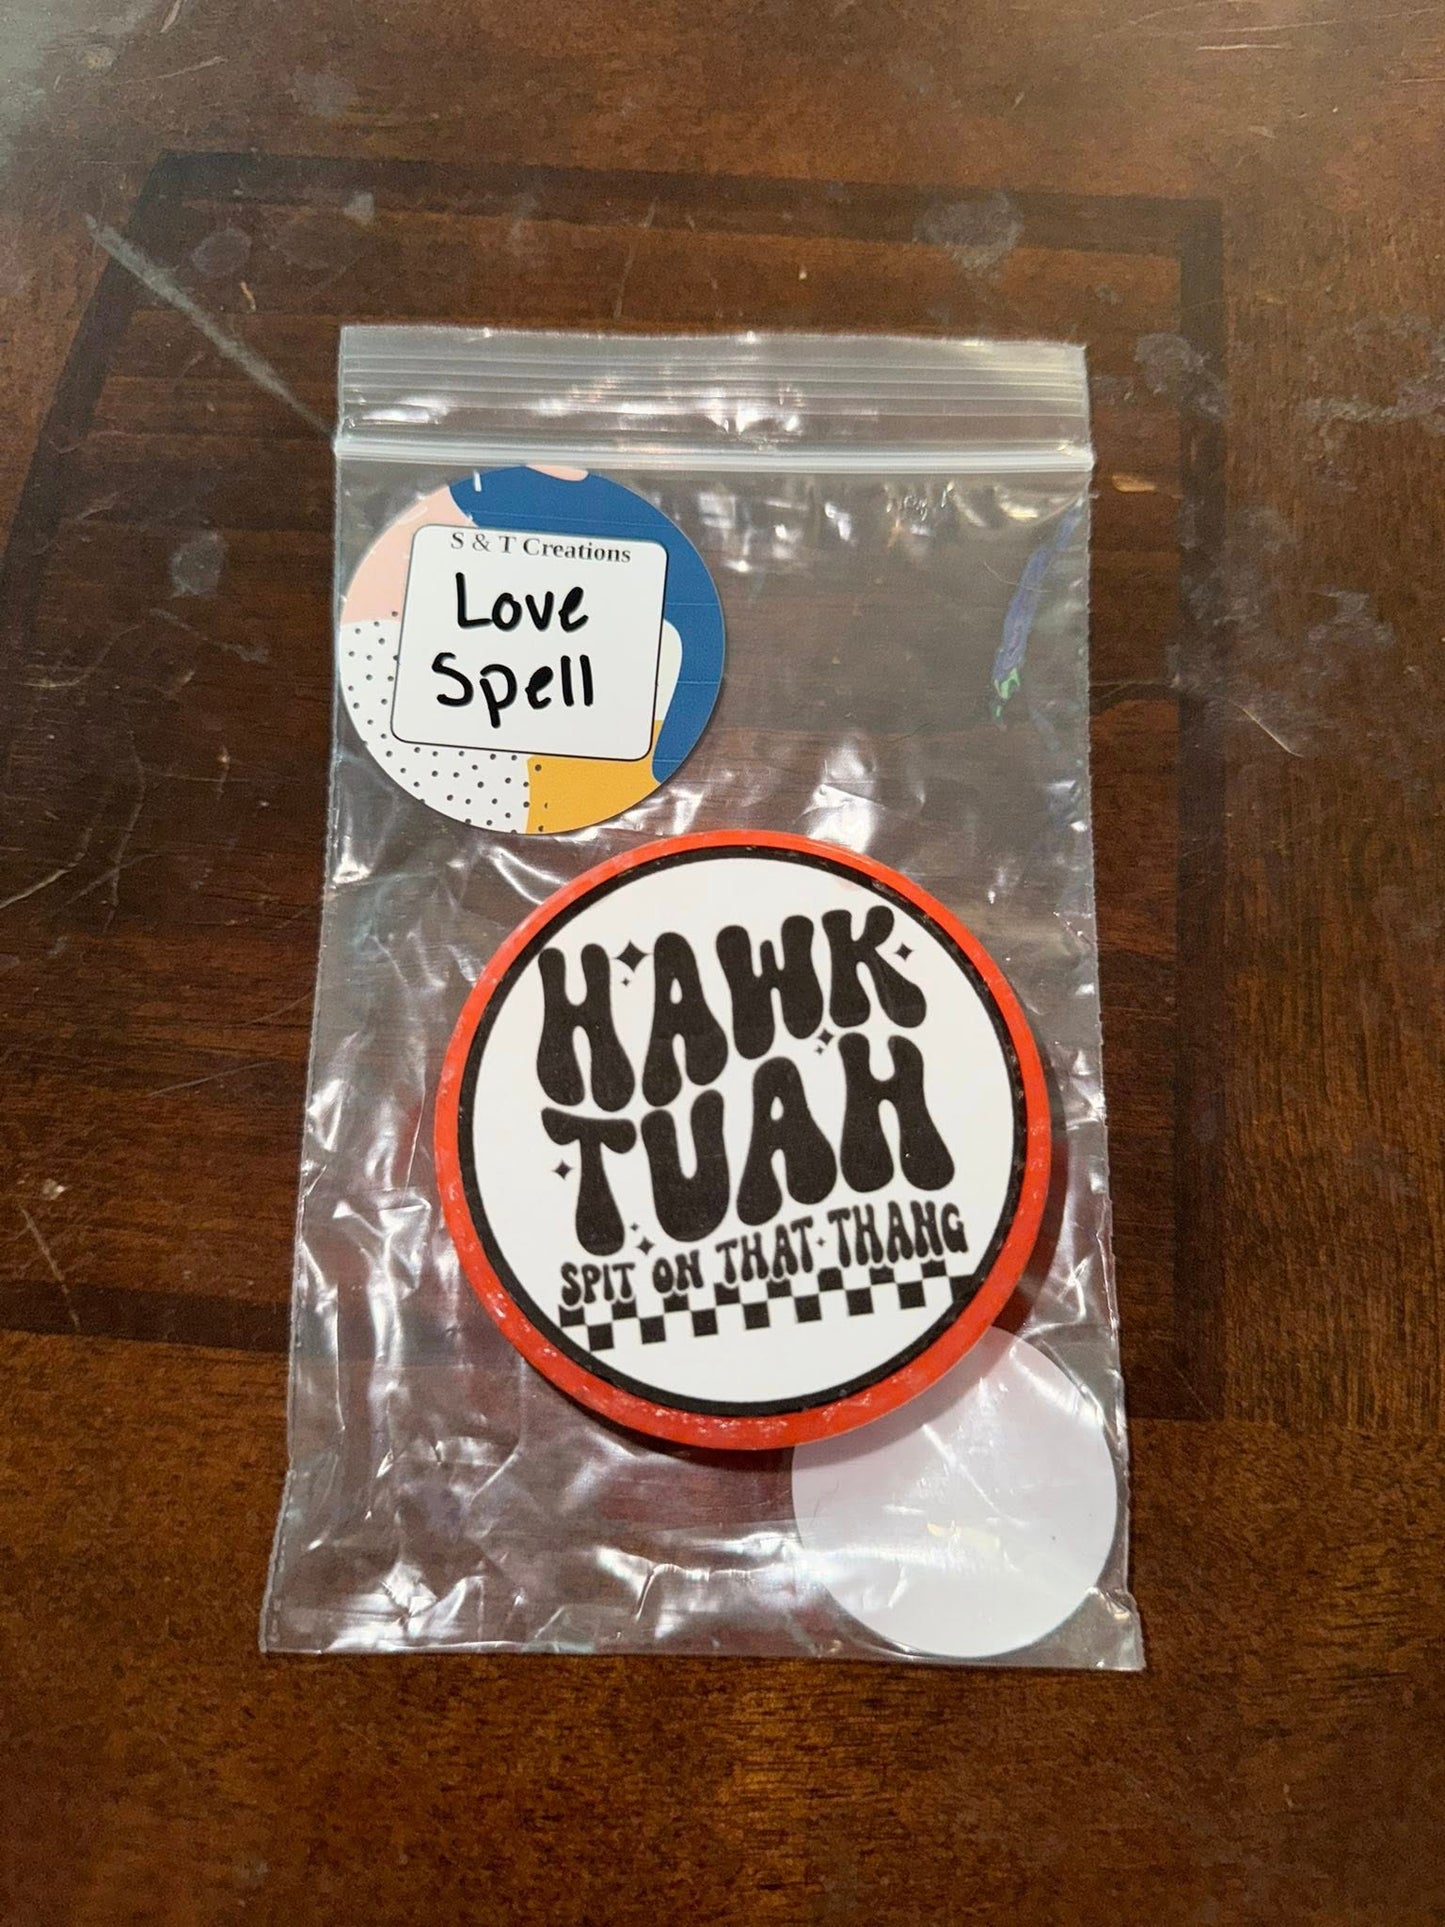 S & T Creations
Love
Spell
HAWK
TUAH
SPIT ON THAT THANG